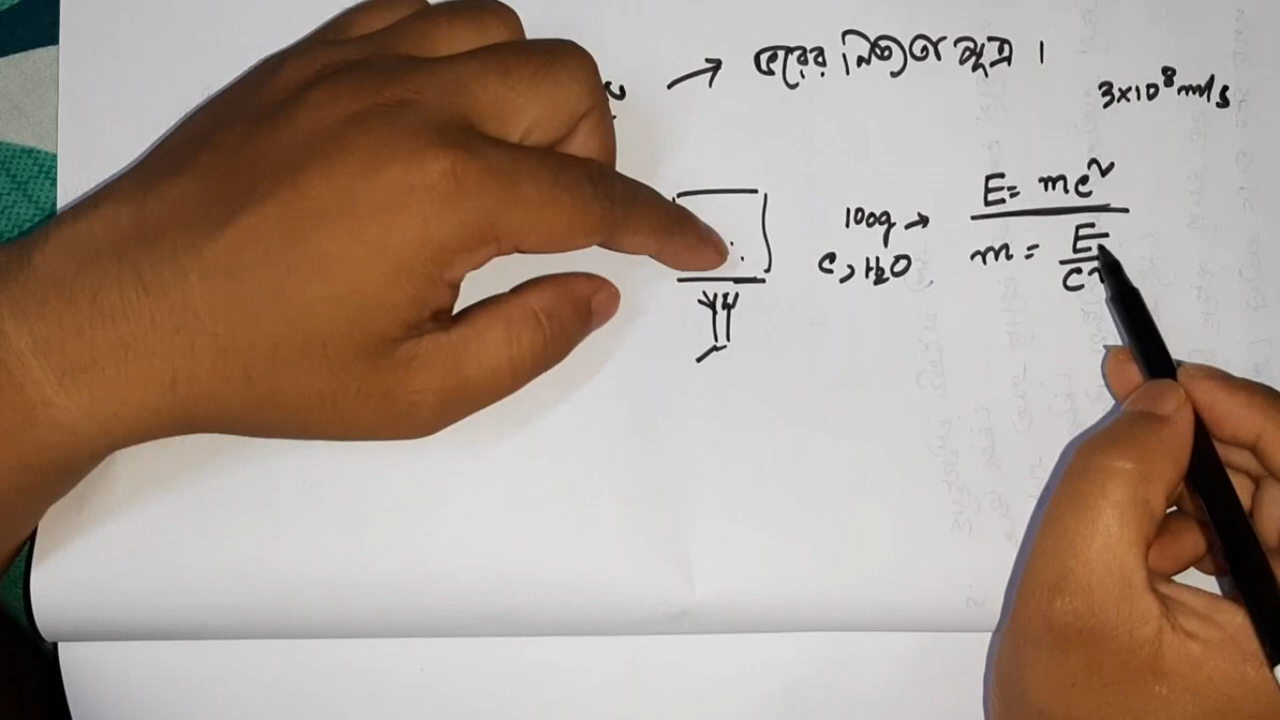 → ভরের নিত্যতা সূত্র ।
3×10⁸ m/s
E= mc²
100g →
m = E/c²
C, H₂O